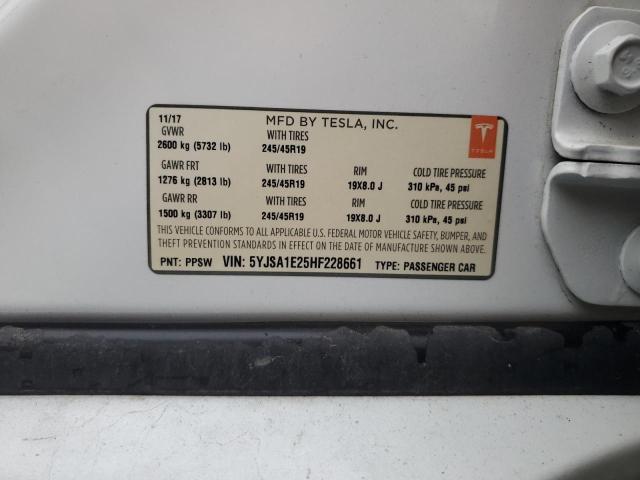 11/17 MFD BY TESLA, INC.
GVWR WITH TIRES
2600 kg (5732 lb) 245/45R19
TESLA
GAWR FRT WITH TIRES RIM COLD TIRE PRESSURE
1276 kg (2813 lb) 245/45R19 19X8.0 J 310 kPa, 45 psi
GAWR RR WITH TIRES RIM COLD TIRE PRESSURE
1500 kg (3307 lb) 245/45R19 19X8.0 J 310 kPa, 45 psi
THIS VEHICLE CONFORMS TO ALL APPLICABLE U.S. FEDERAL MOTOR VEHICLE SAFETY, BUMPER, AND
THEFT PREVENTION STANDARDS IN EFFECT ON THE DATE OF MANUFACTURE SHOWN ABOVE.
PNT: PPSW VIN: 5YJSA1E25HF228661 TYPE: PASSENGER CAR